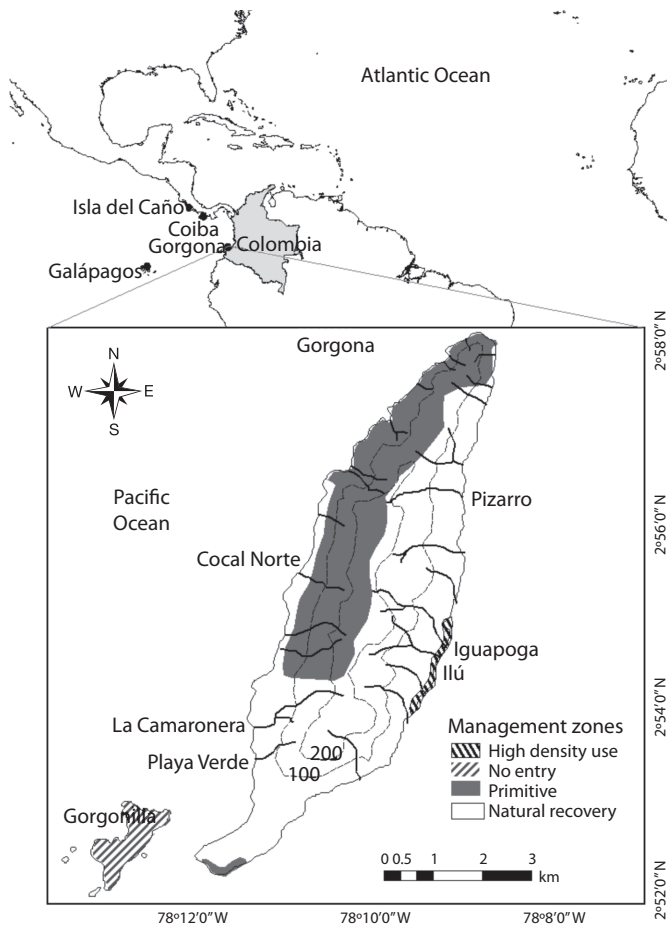 Atlantic Ocean
Isla del Caño
Coiba
Gorgona
Colombia
Galápagos
Gorgona
N
W
E
S
Pacific
Ocean
Pizarro
Cocal Norte
Iguapoga
Ilú
La Camaronera
Playa Verde
200
100
Gorgonilla
Management zones
High density use
No entry
Primitive
Natural recovery
0 0.5 1 2 3
km
2°58'0"N
2°56'0"N
2°54'0"N
2°52'0"N
78°12'0"W 78°10'0"W 78°8'0"W